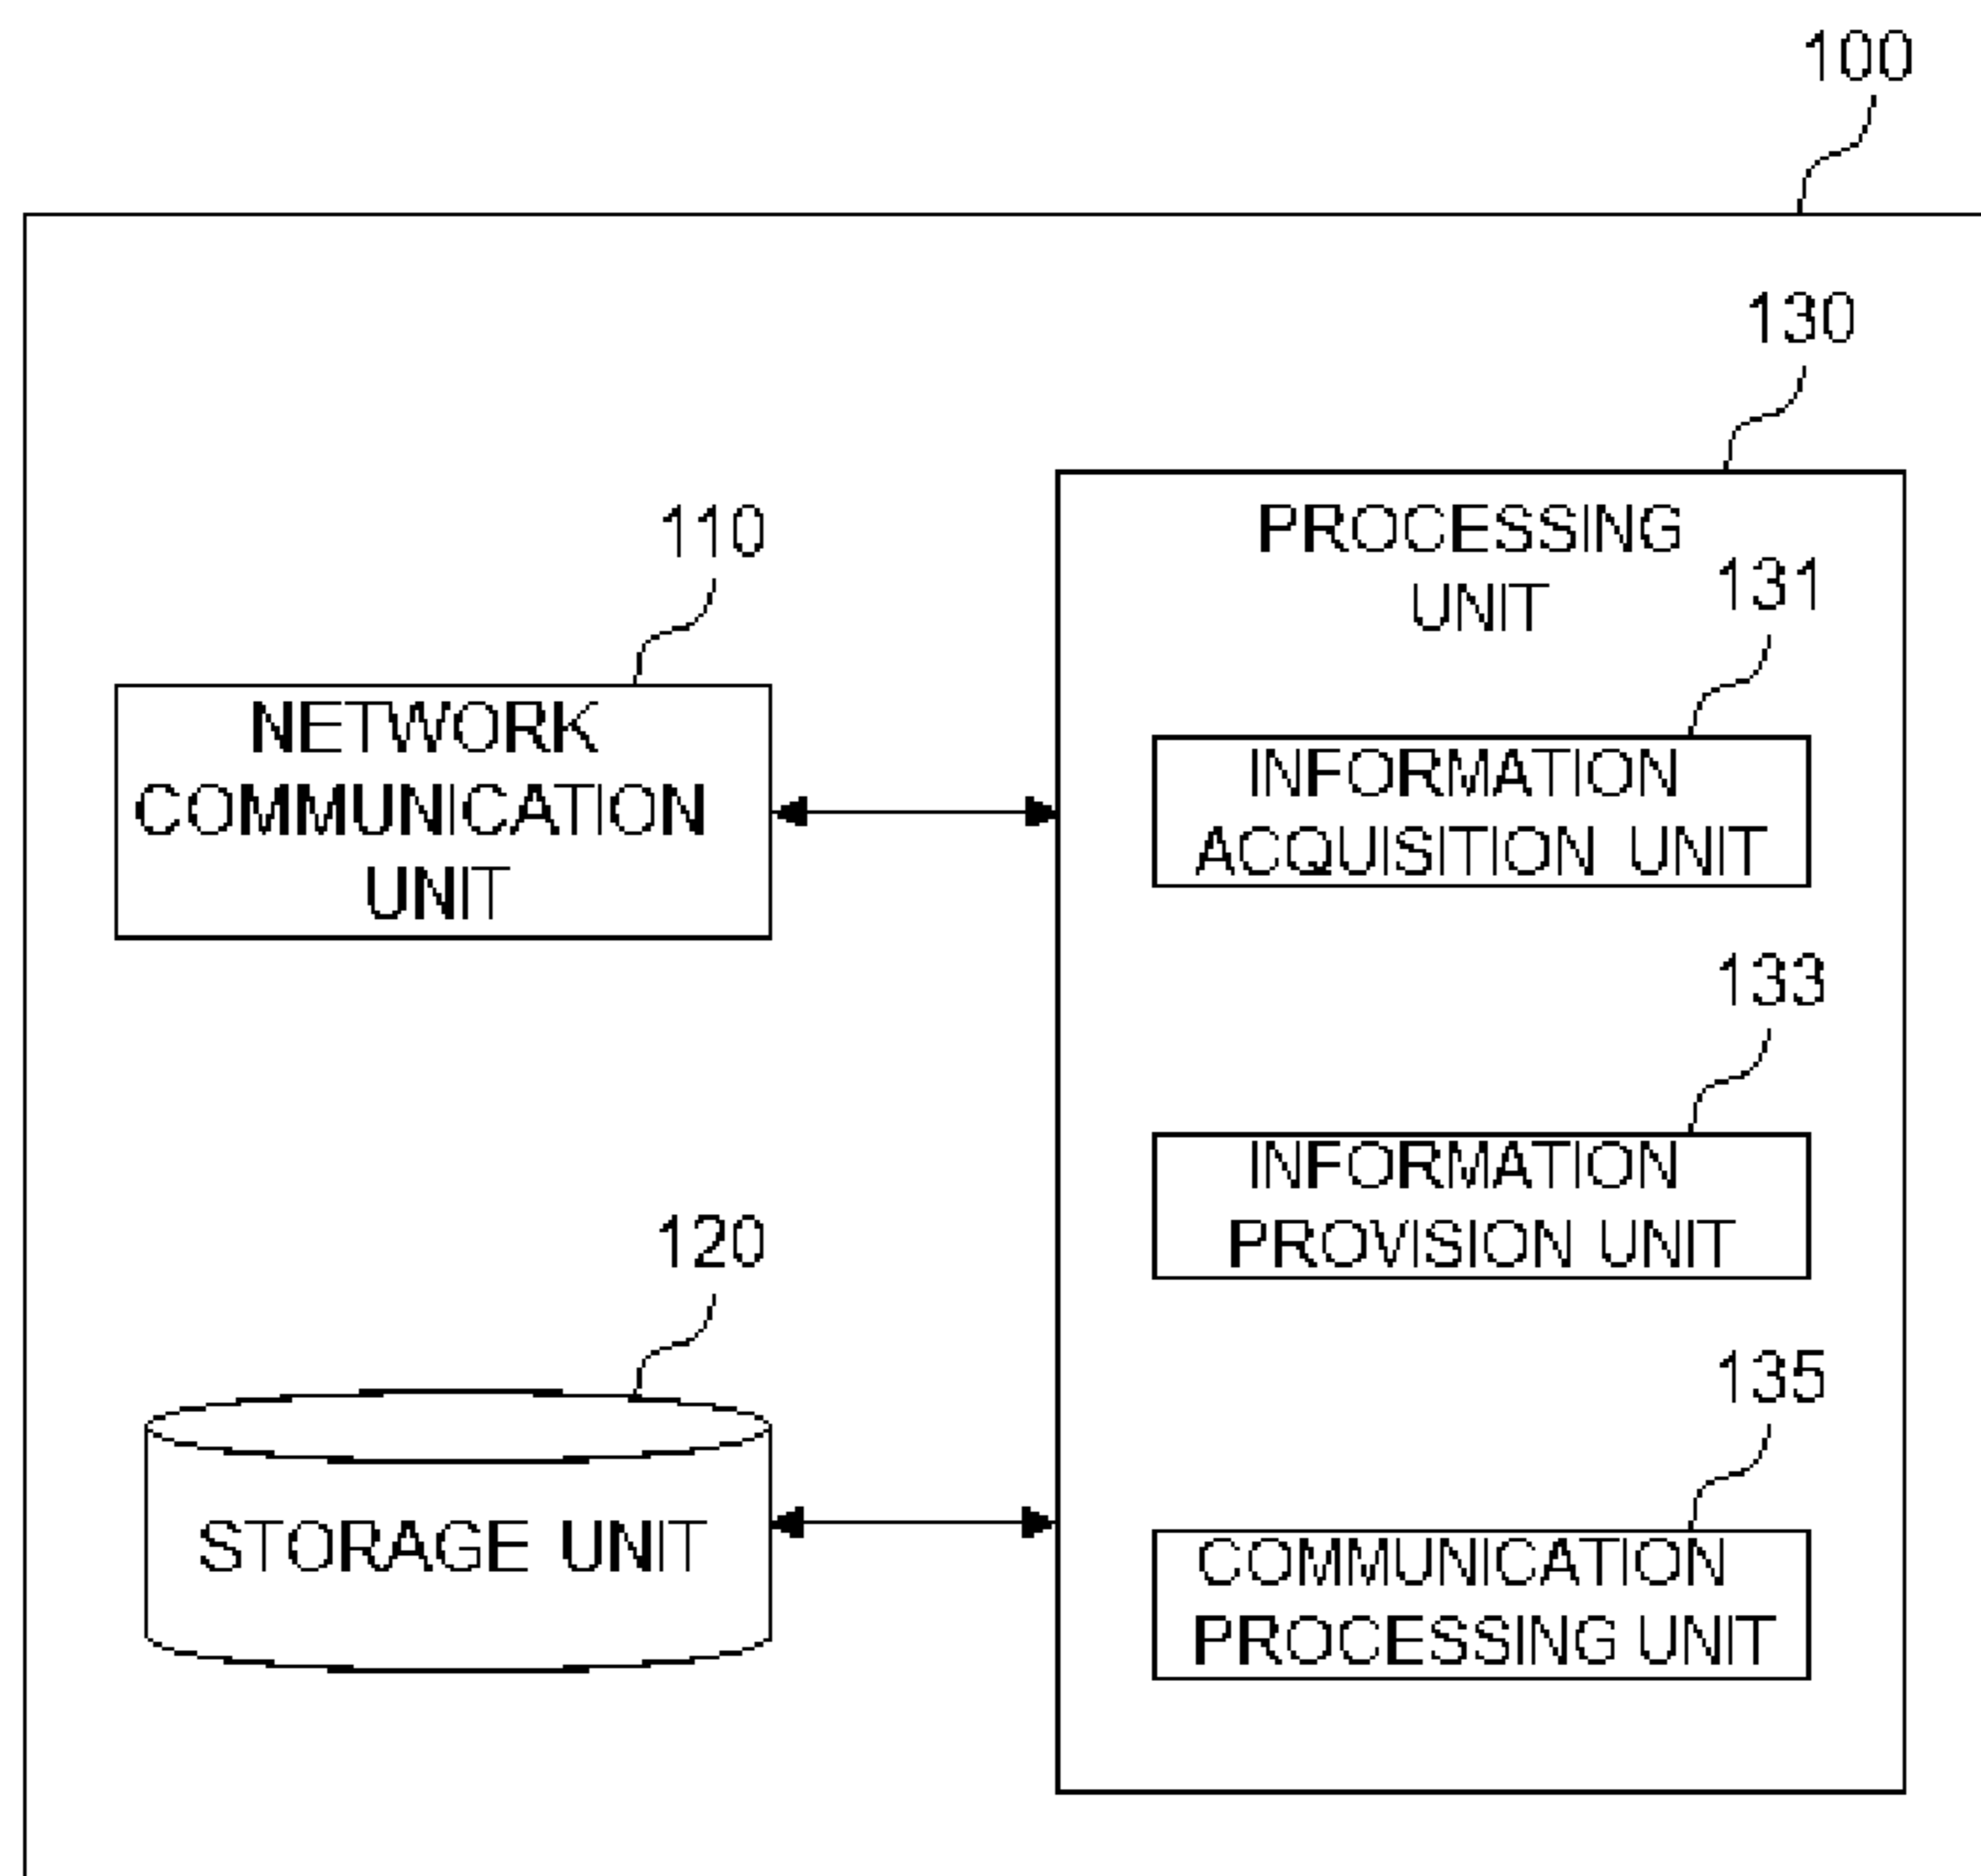 100
130
PROCESSING
UNIT
110
NETWORK
COMMUNICATION
UNIT
131
INFORMATION
ACQUISITION UNIT
133
INFORMATION
PROVISION UNIT
120
STORAGE UNIT
135
COMMUNICATION
PROCESSING UNIT